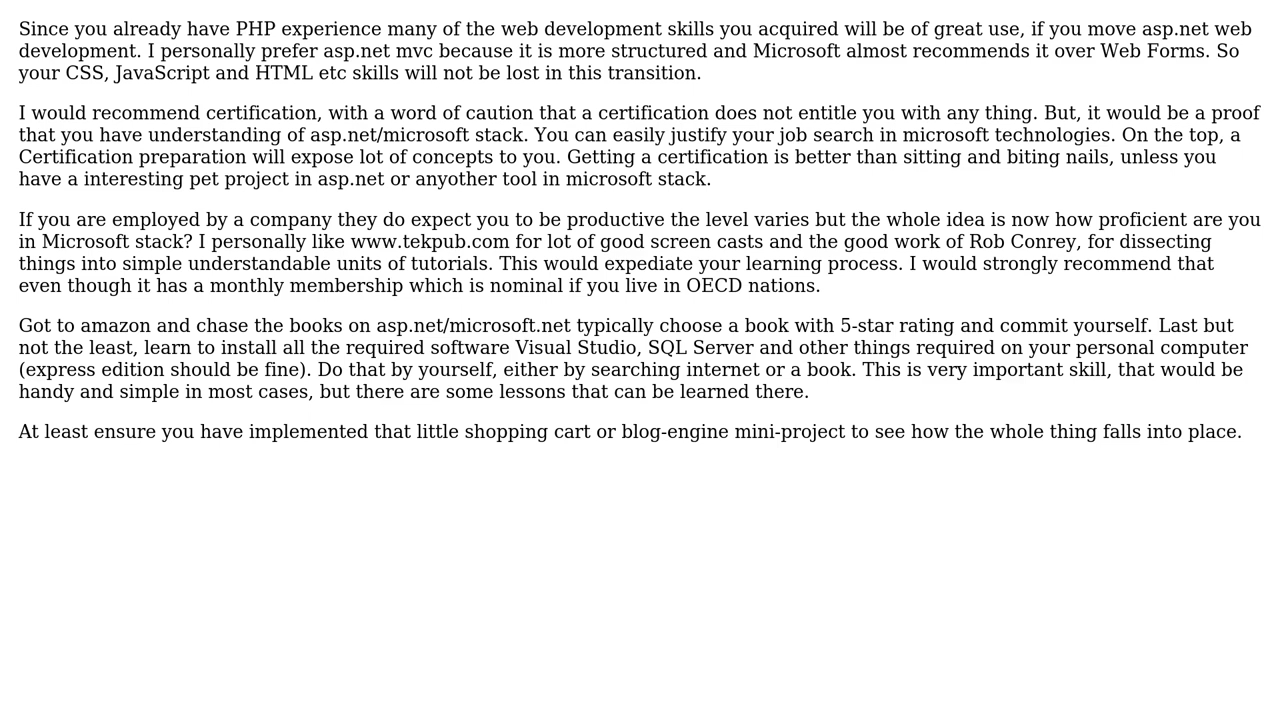 Since you already have PHP experience many of the web development skills you acquired will be of great use, if you move asp.net web
development. I personally prefer asp.net mvc because it is more structured and Microsoft almost recommends it over Web Forms. So
your CSS, JavaScript and HTML etc skills will not be lost in this transition.
I would recommend certification, with a word of caution that a certification does not entitle you with any thing. But, it would be a proof
that you have understanding of asp.net/microsoft stack. You can easily justify your job search in microsoft technologies. On the top, a
Certification preparation will expose lot of concepts to you. Getting a certification is better than sitting and biting nails, unless you
have a interesting pet project in asp.net or anyother tool in microsoft stack.
If you are employed by a company they do expect you to be productive the level varies but the whole idea is now how proficient are you
in Microsoft stack? I personally like www.tekpub.com for lot of good screen casts and the good work of Rob Conrey, for dissecting
things into simple understandable units of tutorials. This would expediate your learning process. I would strongly recommend that
even though it has a monthly membership which is nominal if you live in OECD nations.
Got to amazon and chase the books on asp.net/microsoft.net typically choose a book with 5-star rating and commit yourself. Last but
not the least, learn to install all the required software Visual Studio, SQL Server and other things required on your personal computer
(express edition should be fine). Do that by yourself, either by searching internet or a book. This is very important skill, that would be
handy and simple in most cases, but there are some lessons that can be learned there.
At least ensure you have implemented that little shopping cart or blog-engine mini-project to see how the whole thing falls into place.